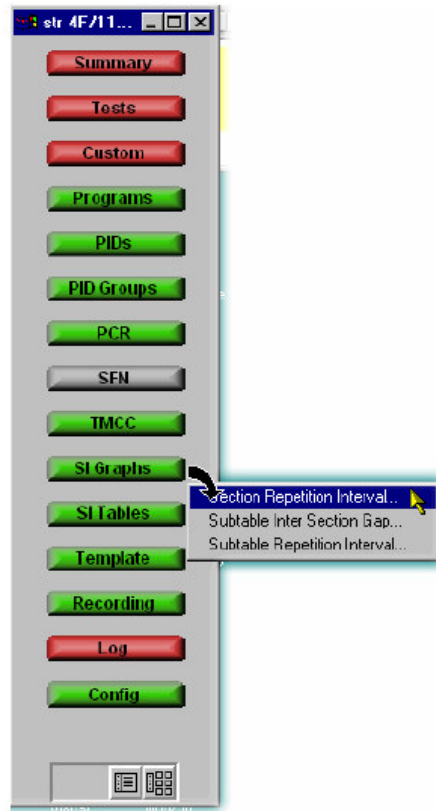 str 4F/11...
Summary
Tests
Custom
Programs
PIDs
PID Groups
PCR
SFN
TMCC
SI Graphs
Section Repetition Interval...
Subtable Inter Section Gap...
Subtable Repetition Interval...
SI Tables
Template
Recording
Log
Config